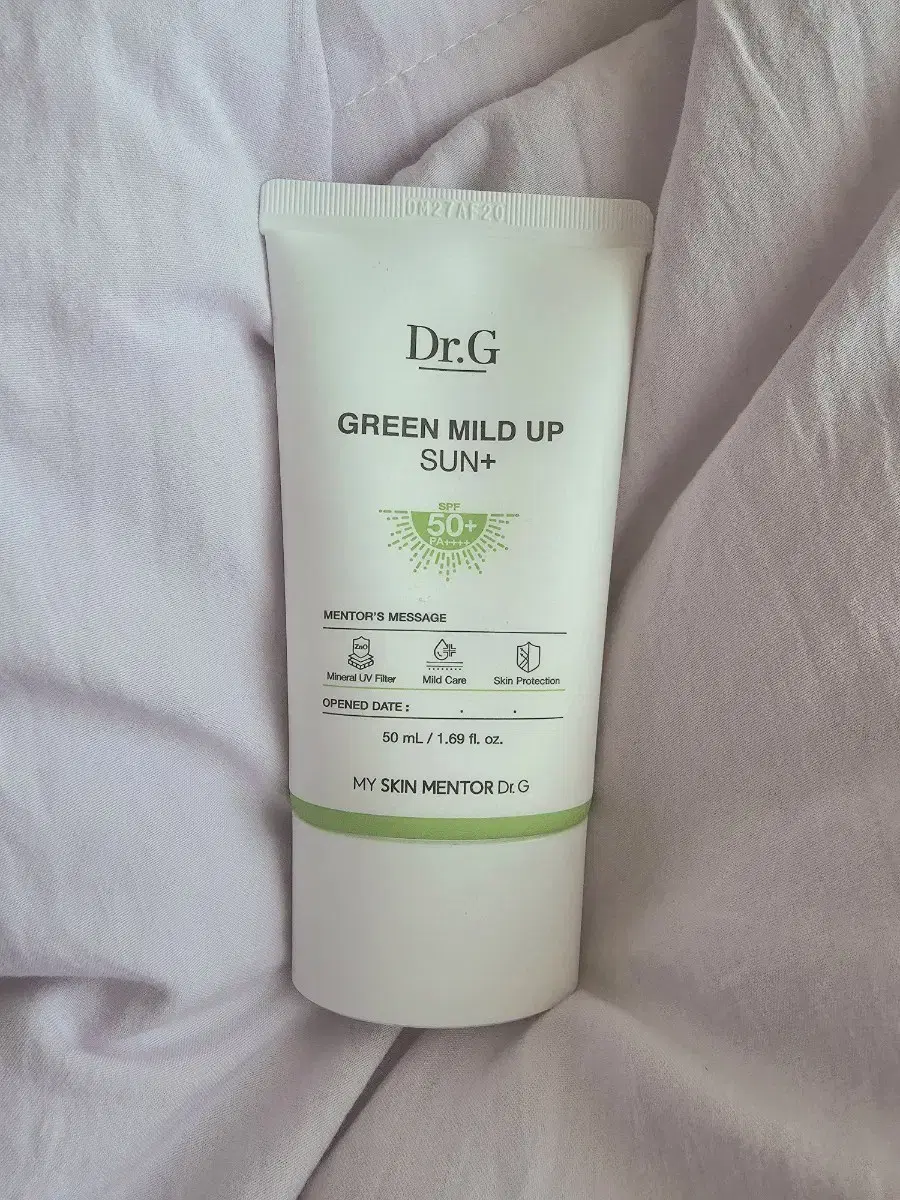 Dr.G
GREEN MILD UP
SUN+
SPF
50+
PA++++
MENTOR'S MESSAGE
ZnO
Mineral UV Filter Mild Care Skin Protection
OPENED DATE : . .
50 mL / 1.69 fl. oz.
MY SKIN MENTOR Dr.G